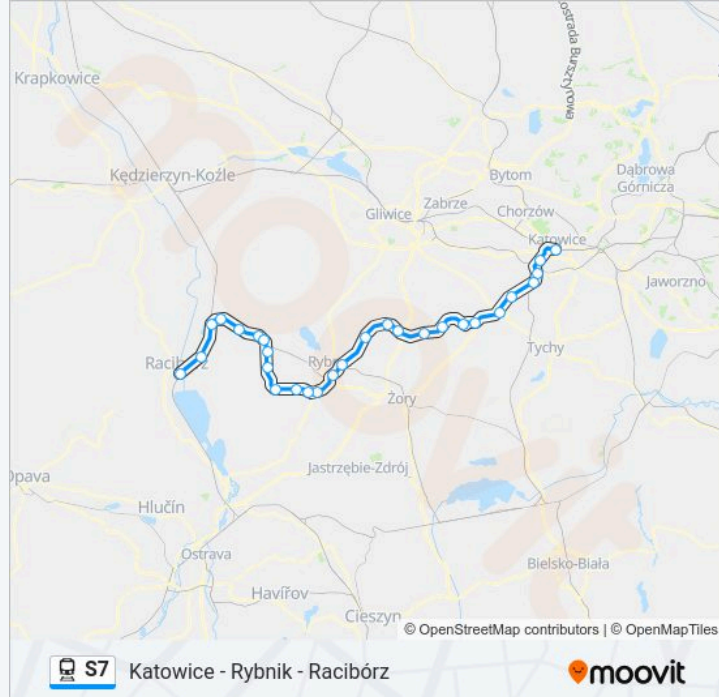 ostrada Bursztynowa
Krapkowice
Kędzierzyn-Koźle
Bytom
Dąbrowa
Górnicza
Zabrze
Gliwice
Chorzów
Katowice
Jaworzno
Tychy
Racibórz
Rybnik
Żory
Jastrzębie-Zdrój
Opava
Hlučín
Ostrava
Bielsko-Biała
Havířov
Cieszyn
© OpenStreetMap contributors | © OpenMapTiles
S7 Katowice - Rybnik - Racibórz
moovit